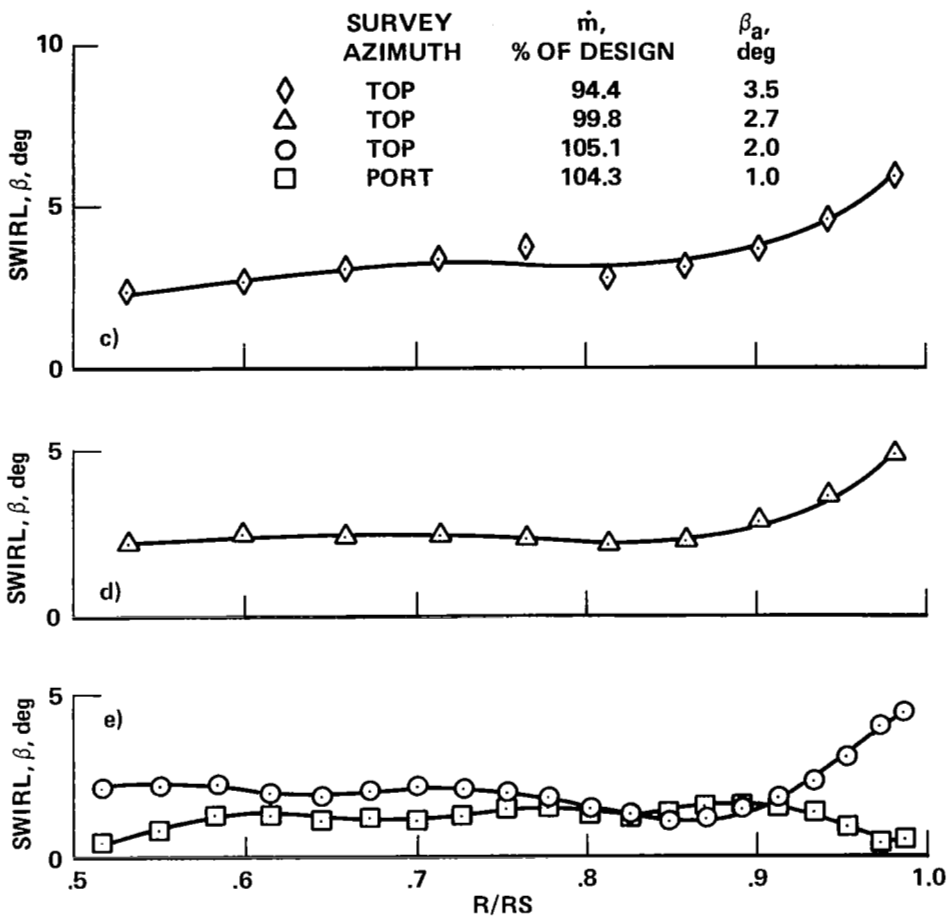 SURVEY AZIMUTH ṁ, % OF DESIGN βa, deg
TOP 94.4 3.5
TOP 99.8 2.7
TOP 105.1 2.0
PORT 104.3 1.0
SWIRL, β, deg
10
5
0
c)
SWIRL, β, deg
5
0
d)
SWIRL, β, deg
5
0
e)
.5 .6 .7 .8 .9 1.0
R/RS